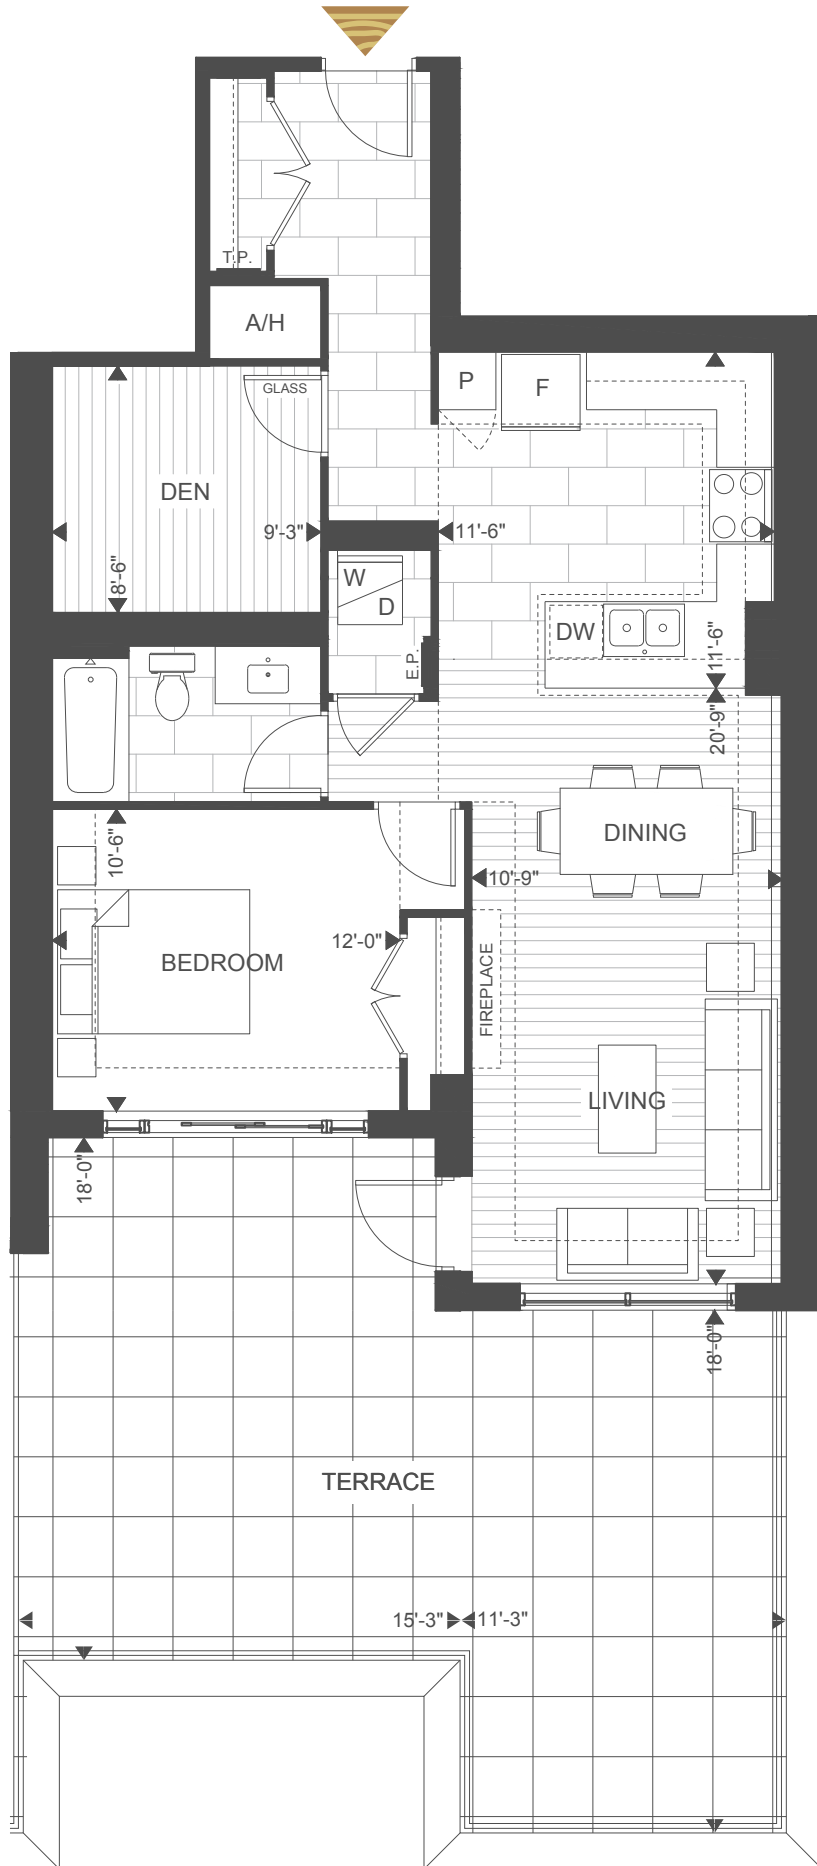 T.P.
A/H
GLASS
P
F
DEN
9'-3"
11'-6"
8'-6"
W
D
DW
E.P.
11'-6"
20'-9"
10'-6"
DINING
10'-9"
12'-0"
BEDROOM
FIREPLACE
LIVING
18'-0"
18'-0"
TERRACE
15'-3"
11'-3"